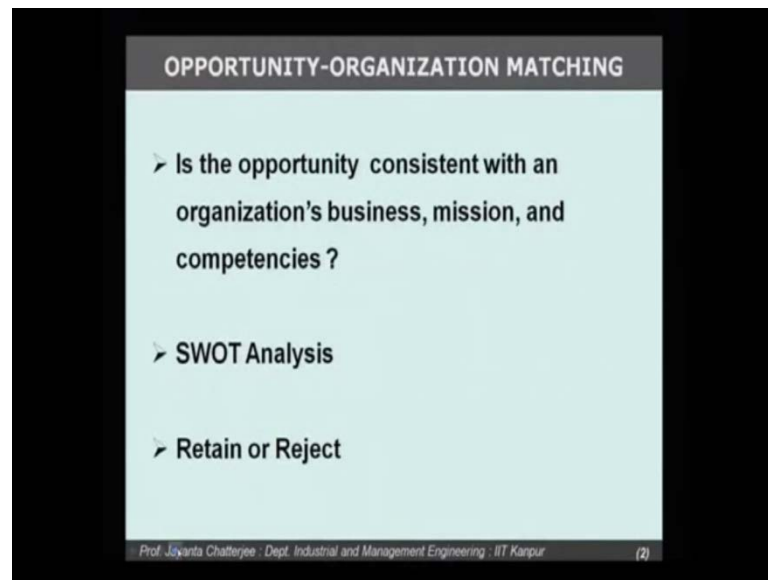 OPPORTUNITY-ORGANIZATION MATCHING
➢ Is the opportunity consistent with an
organization's business, mission, and
competencies ?
➢ SWOT Analysis
➢ Retain or Reject
Prof. Jayanta Chatterjee : Dept. Industrial and Management Engineering : IIT Kanpur (2)